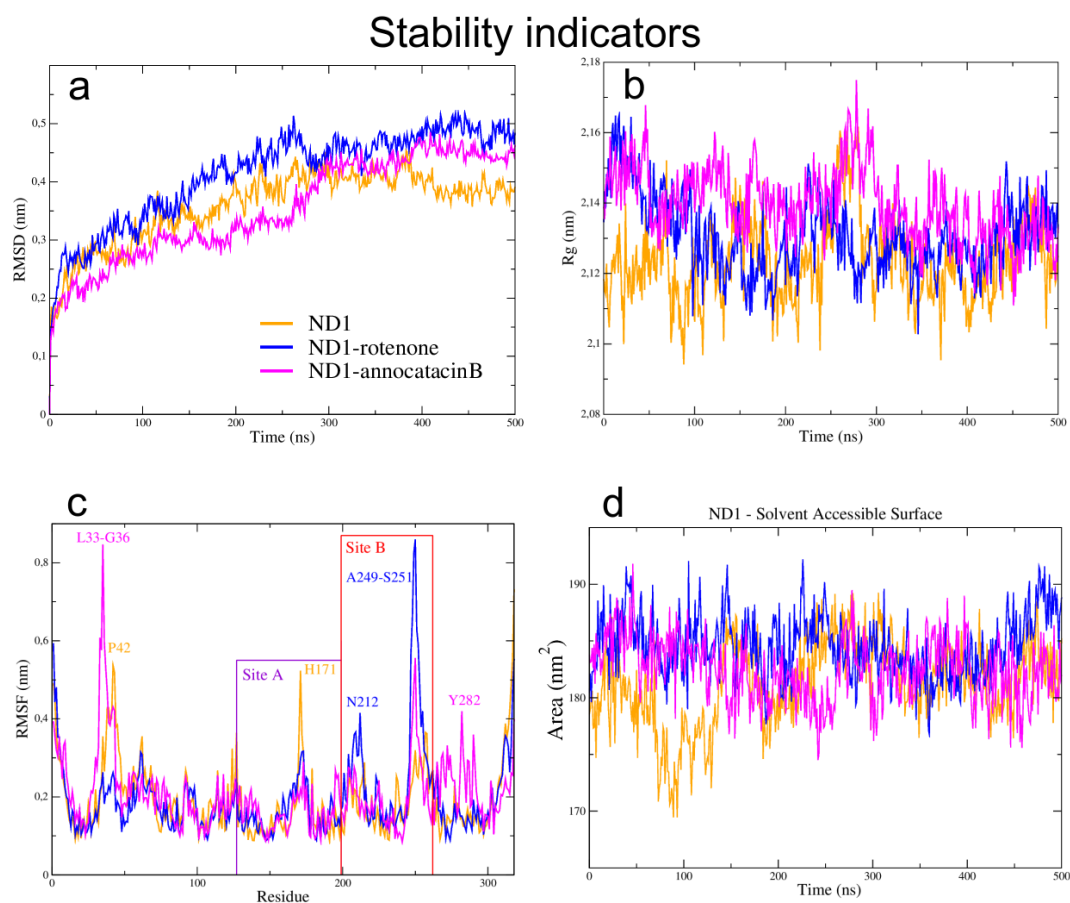 Stability indicators
a
0,5
0,4
0,3
0,2
0,1
0
RMSD (nm)
0
100
200
300
400
500
Time (ns)
ND1
ND1-rotenone
ND1-annocatacinB
b
2,18
2,16
2,14
2,12
2,1
2,08
Rg (nm)
0
100
200
300
400
500
Time (ns)
c
0,8
0,6
0,4
0,2
0
RMSF (nm)
L33-G36
P42
Site A
H171
Site B
A249-S251
N212
Y282
0
100
200
300
Residue
d
ND1 - Solvent Accessible Surface
190
180
170
Area (nm²)
0
100
200
300
400
500
Time (ns)